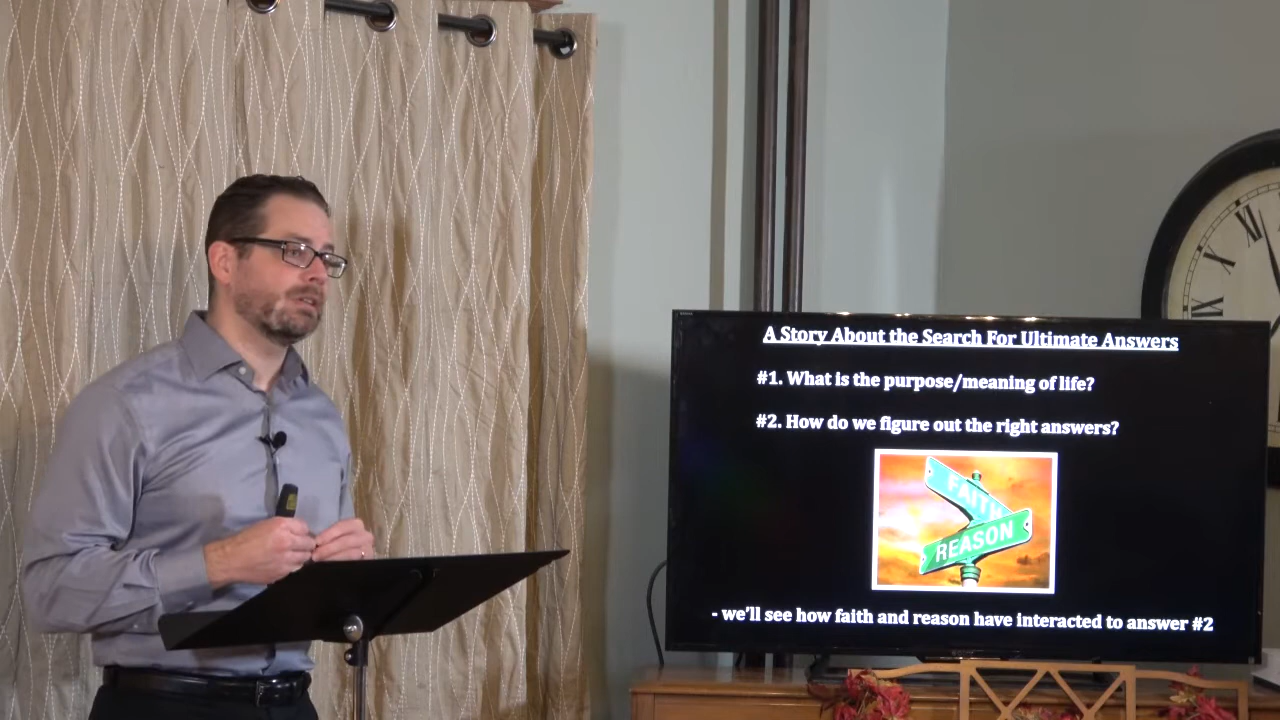 A Story About the Search For Ultimate Answers
#1. What is the purpose/meaning of life?
#2. How do we figure out the right answers?
FAITH
REASON
- we'll see how faith and reason have interacted to answer #2
XI
X
IX